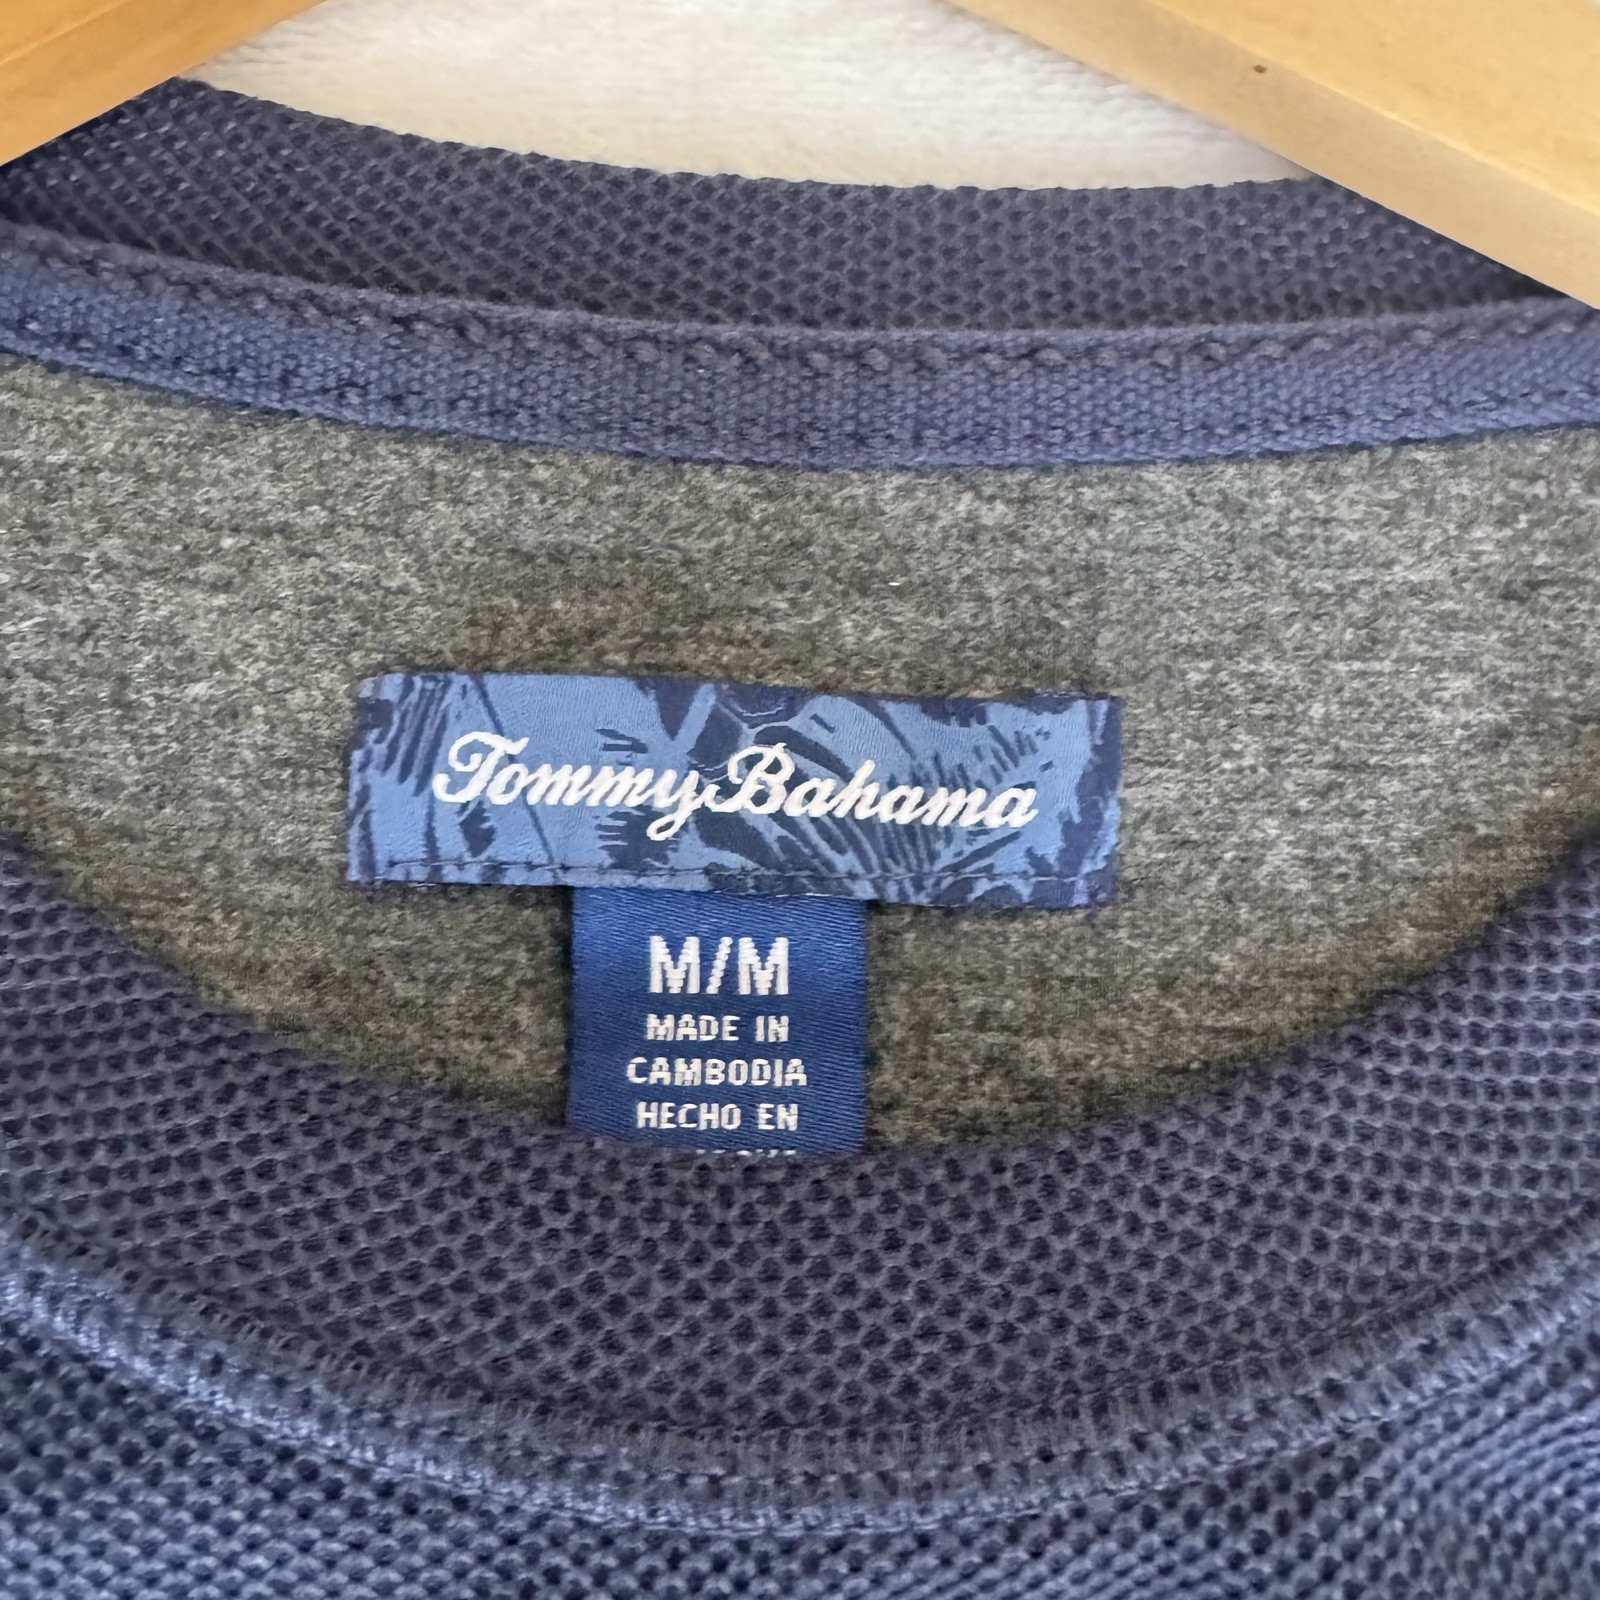 Tommy Bahama
M/M
MADE IN
CAMBODIA
HECHO EN